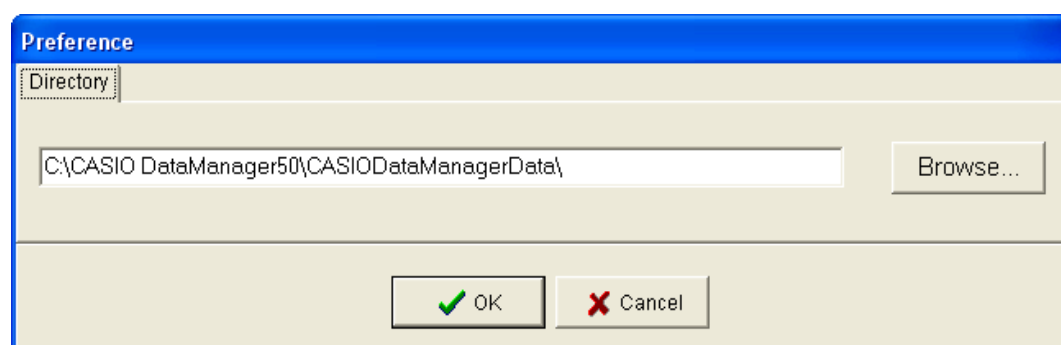 Preference
Directory
C:\CASIO DataManager50\CASIODataManagerData\
Browse...
OK
Cancel